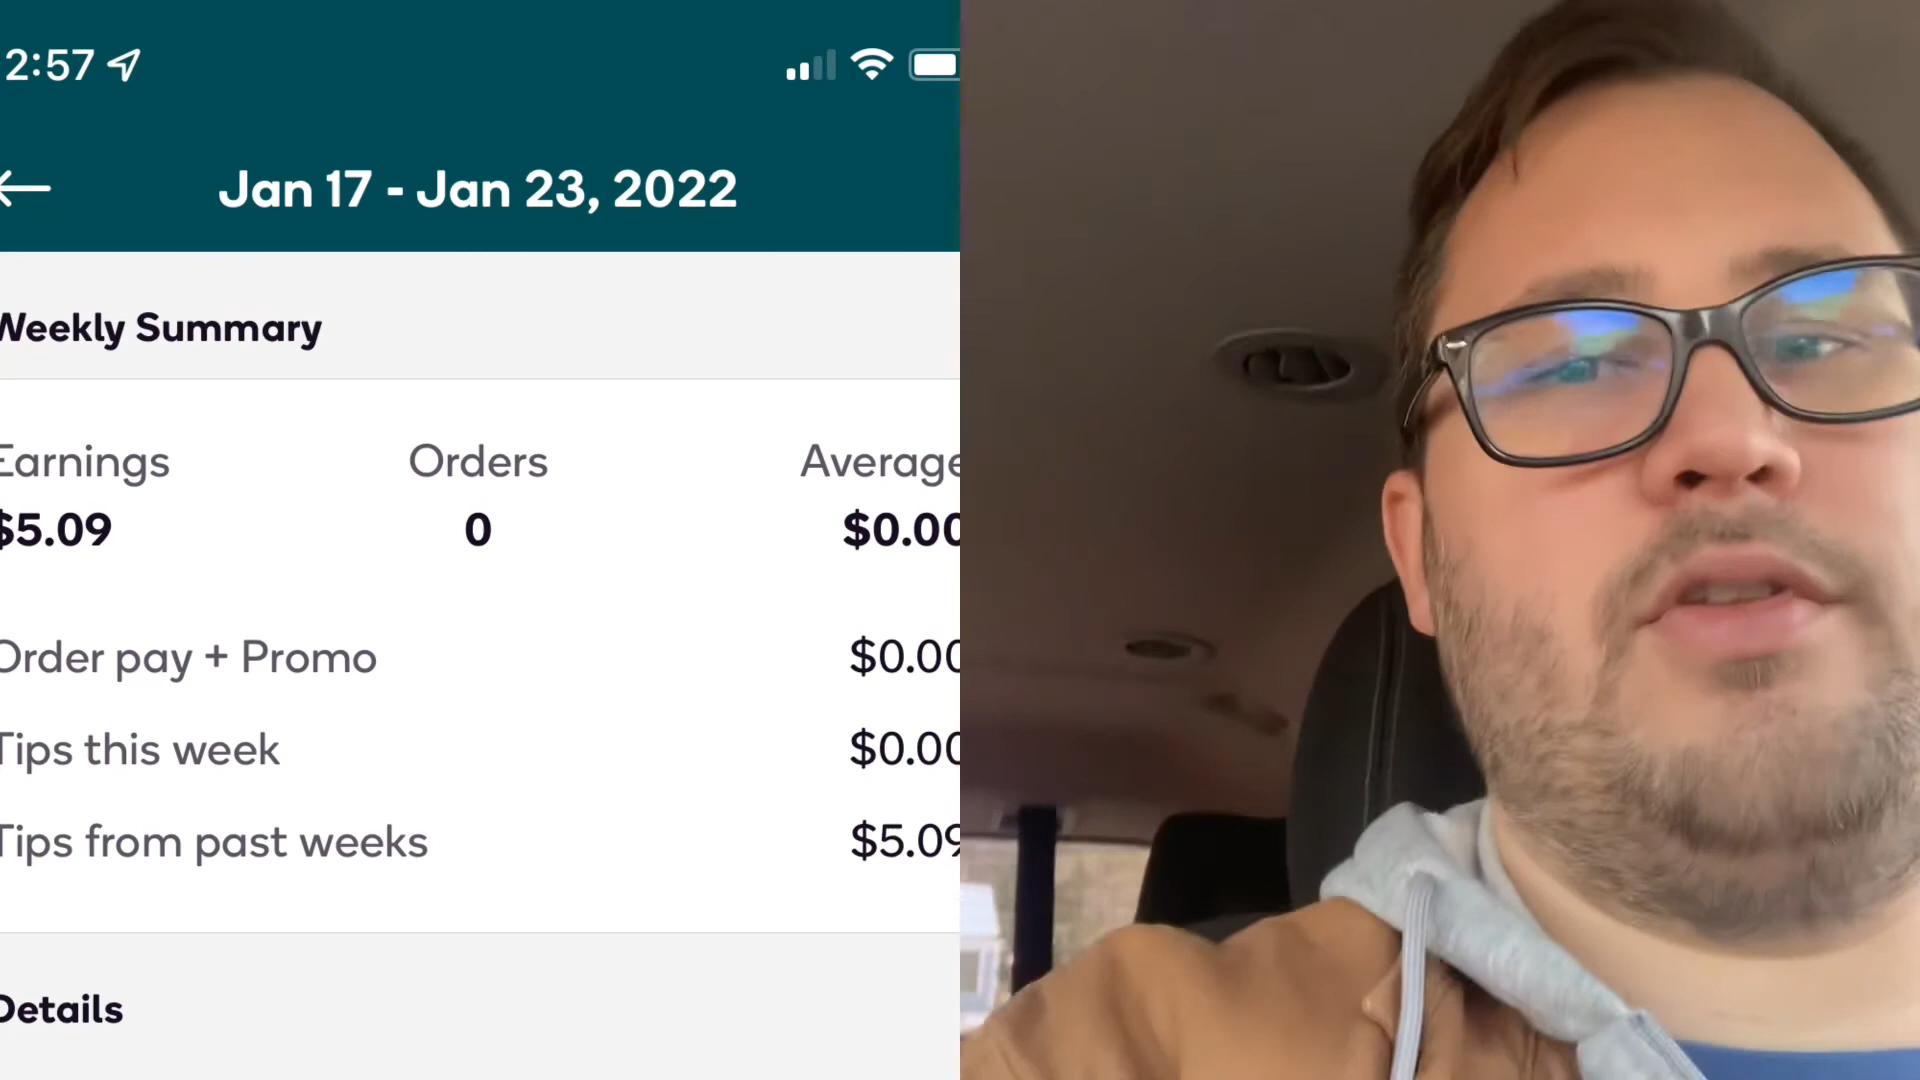 2:57
Jan 17 - Jan 23, 2022
Weekly Summary
Earnings Orders Average
$5.09 0 $0.00
Order pay + Promo $0.00
Tips this week $0.00
Tips from past weeks $5.09
Details